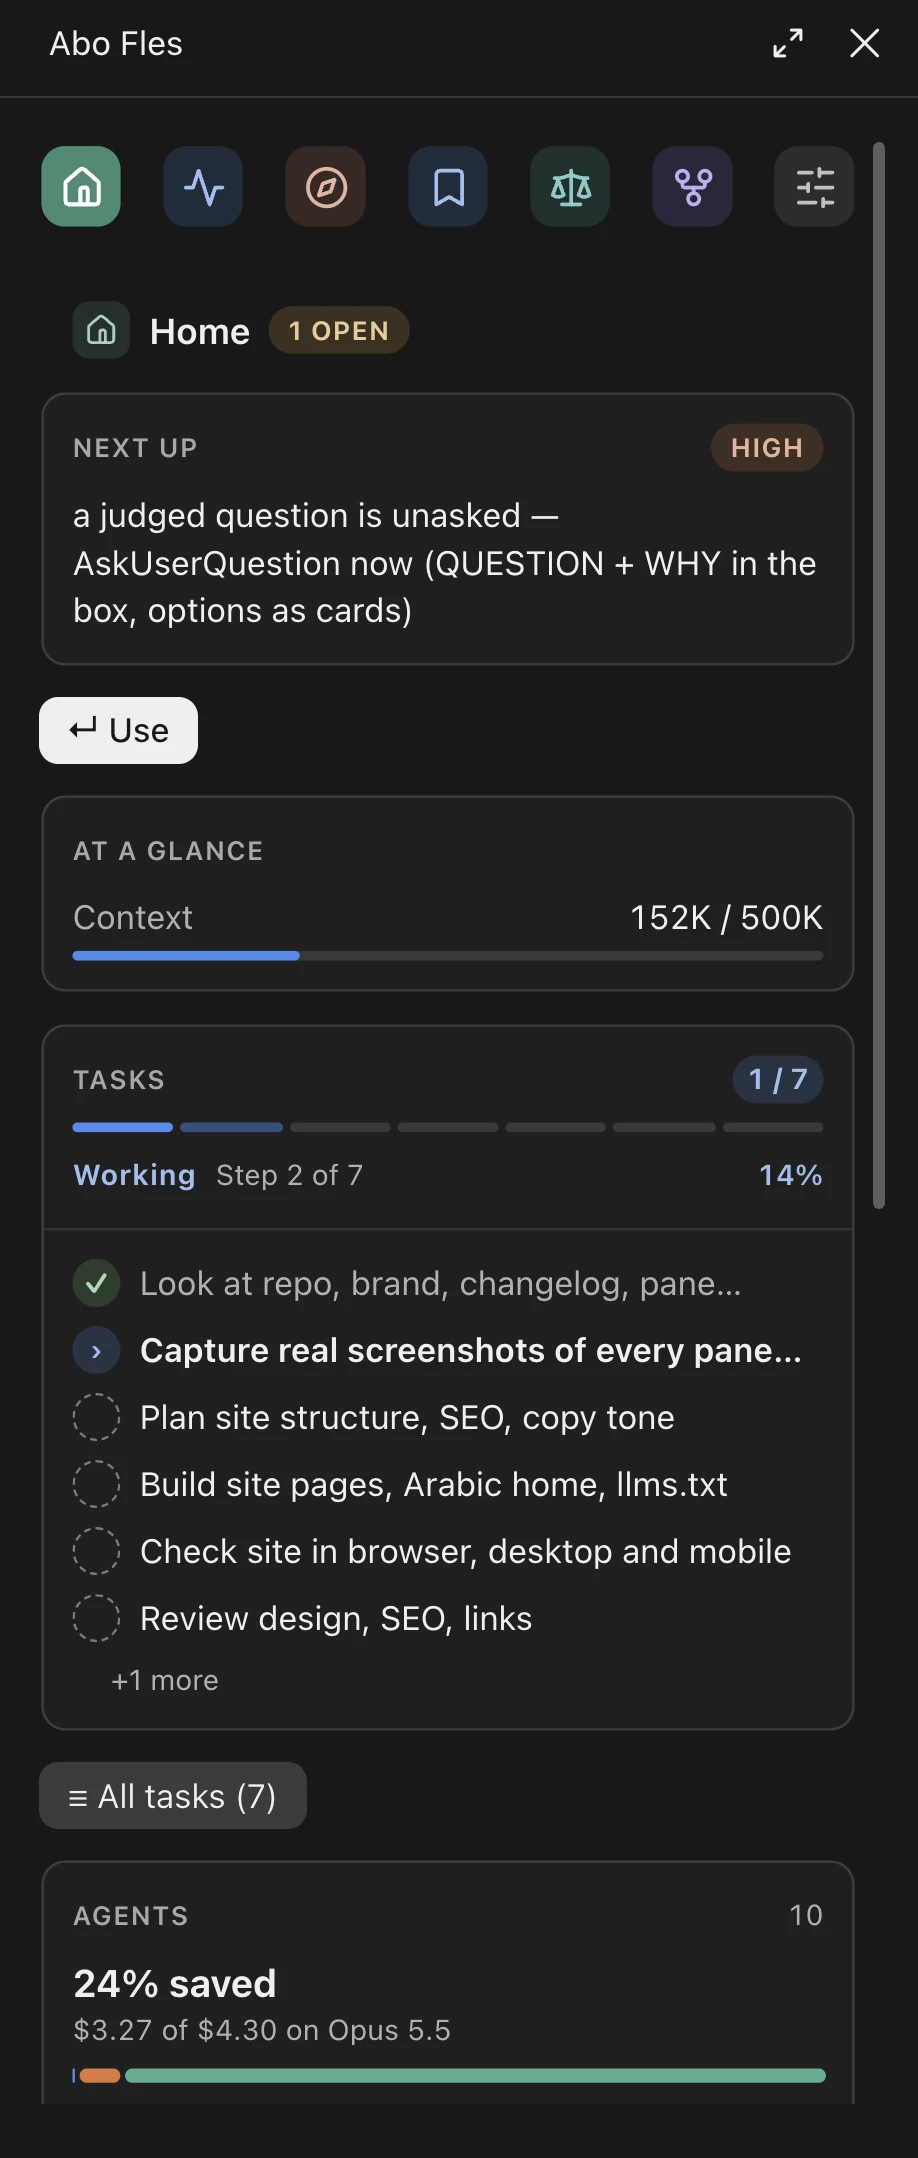 Abo Fles
Home
1 OPEN
NEXT UP
HIGH
a judged question is unasked —
AskUserQuestion now (QUESTION + WHY in the
box, options as cards)
↵ Use
AT A GLANCE
Context
152K / 500K
TASKS
1 / 7
Working
Step 2 of 7
14%
Look at repo, brand, changelog, pane...
Capture real screenshots of every pane...
Plan site structure, SEO, copy tone
Build site pages, Arabic home, llms.txt
Check site in browser, desktop and mobile
Review design, SEO, links
+1 more
≡ All tasks (7)
AGENTS
10
24% saved
$3.27 of $4.30 on Opus 5.5